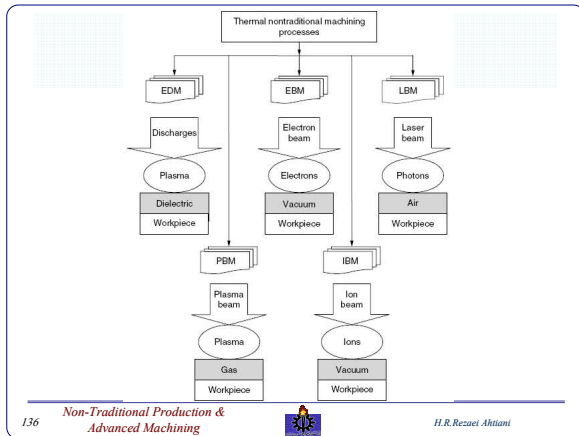 Thermal nontraditional machining
processes
EDM
EBM
LBM
Discharges
Electron
beam
Laser
beam
Plasma
Electrons
Photons
Dielectric
Vacuum
Air
Workpiece
Workpiece
Workpiece
PBM
IBM
Plasma
beam
Ion
beam
Plasma
Ions
Gas
Vacuum
Workpiece
Workpiece
136
Non-Traditional Production &
Advanced Machining
H.R.Rezaei Ahtiani